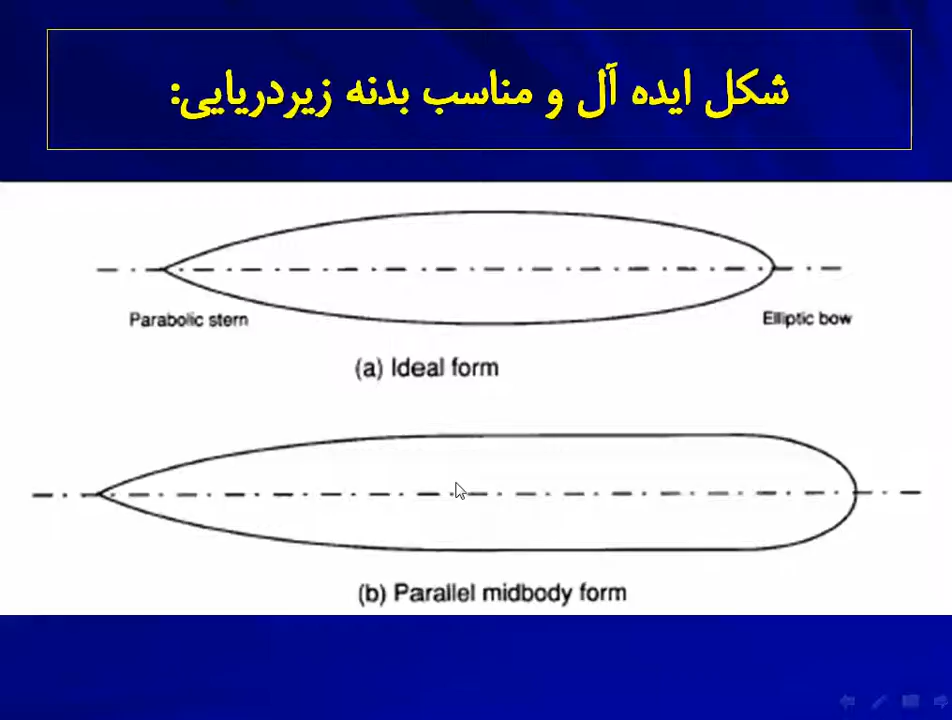 شکل ایده آل و مناسب بدنه زیردریایی:
Parabolic stern
Elliptic bow
(a) Ideal form
(b) Parallel midbody form